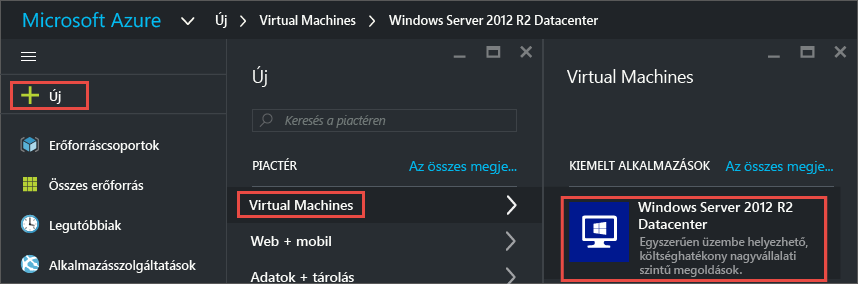 Microsoft Azure Új Virtual Machines Windows Server 2012 R2 Datacenter
Új
Erőforráscsoportok
Összes erőforrás
Legutóbbiak
Alkalmazásszolgáltatások
Új
Keresés a piactéren
PIACTÉR Az összes megje...
Virtual Machines
Web + mobil
Adatok + tárolás
Virtual Machines
KIEMELT ALKALMAZÁSOK Az összes megje...
Windows Server 2012 R2
Datacenter
Egyszerűen üzembe helyezhető,
költséghatékony nagyvállalati
szintű megoldások.